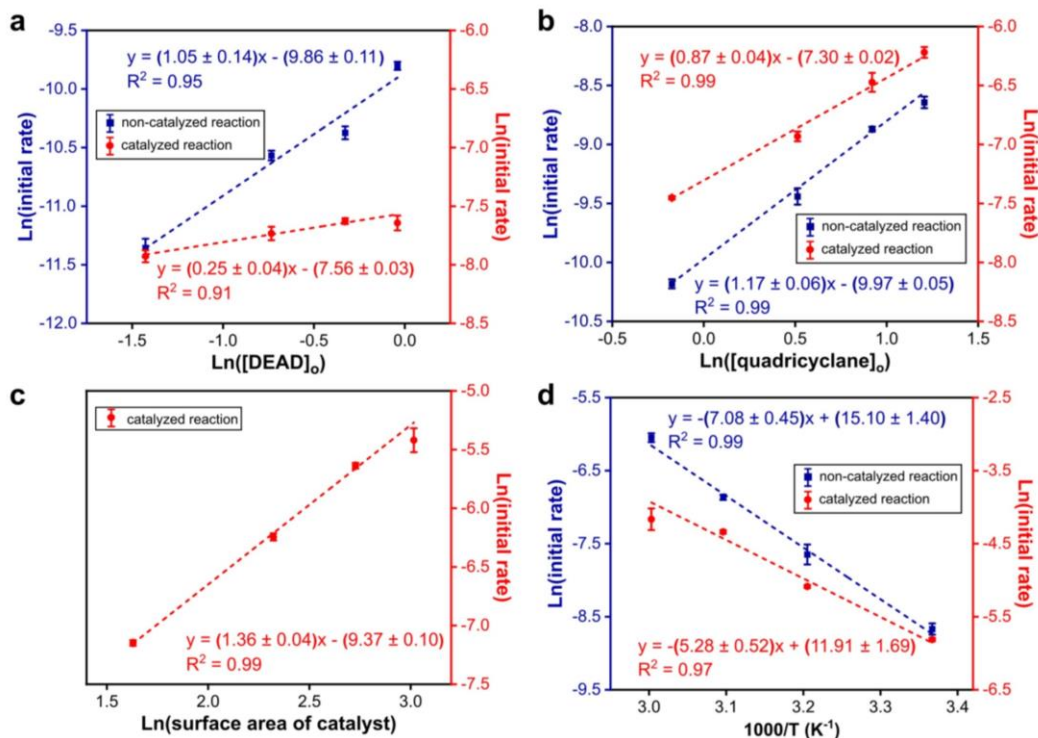 a
y = (1.05 ± 0.14)x - (9.86 ± 0.11)
R² = 0.95
non-catalyzed reaction
catalyzed reaction
y = (0.25 ± 0.04)x - (7.56 ± 0.03)
R² = 0.91
Ln(initial rate)
-9.5
-10.0
-10.5
-11.0
-11.5
-12.0
-6.0
-6.5
-7.0
-7.5
-8.0
-8.5
Ln(initial rate)
-1.5 -1.0 -0.5 0.0
Ln([DEAD]ₒ)
b
y = (0.87 ± 0.04)x - (7.30 ± 0.02)
R² = 0.99
non-catalyzed reaction
catalyzed reaction
y = (1.17 ± 0.06)x - (9.97 ± 0.05)
R² = 0.99
Ln(initial rate)
-8.0
-8.5
-9.0
-9.5
-10.0
-10.5
-6.0
-6.5
-7.0
-7.5
-8.0
-8.5
Ln(initial rate)
-0.5 0.0 0.5 1.0 1.5
Ln([quadricyclane]ₒ)
c
catalyzed reaction
y = (1.36 ± 0.04)x - (9.37 ± 0.10)
R² = 0.99
-5.0
-5.5
-6.0
-6.5
-7.0
-7.5
Ln(initial rate)
1.5 2.0 2.5 3.0
Ln(surface area of catalyst)
d
y = -(7.08 ± 0.45)x + (15.10 ± 1.40)
R² = 0.99
non-catalyzed reaction
catalyzed reaction
y = -(5.28 ± 0.52)x + (11.91 ± 1.69)
R² = 0.97
Ln(initial rate)
-5.5
-6.5
-7.5
-8.5
-9.5
-2.5
-3.5
-4.5
-5.5
-6.5
Ln(initial rate)
3.0 3.1 3.2 3.3 3.4
1000/T (K⁻¹)